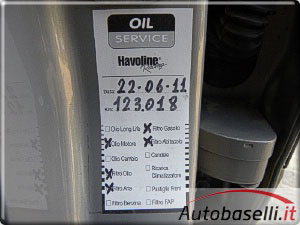 OIL
SERVICE
Havoline
DATA 22-06-11
KM. 123.018
Olio Long Life Filtro Gasolio
Olio Motore Filtro Abitacolo
Olio Cambio Candele
Filtro Olio Ricarica Climatizzatore
Filtro Aria Pastiglie Freni
Filtro Benzina Filtro FAP
Autobaselli.it